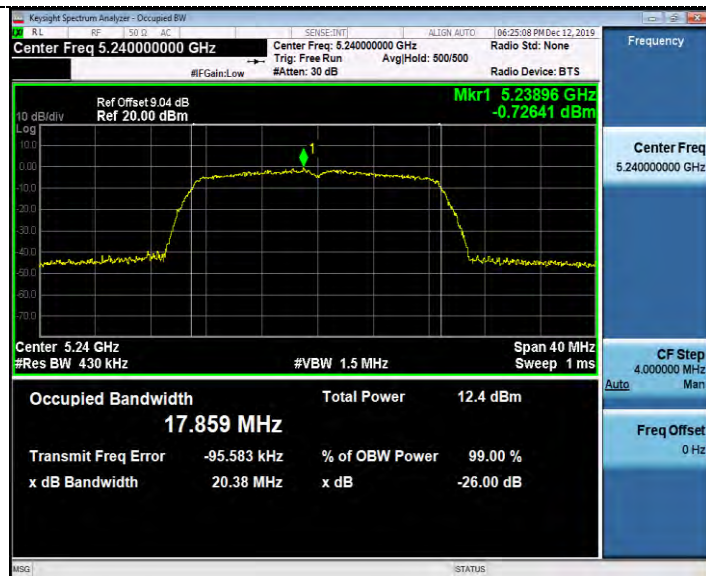 Keysight Spectrum Analyzer - Occupied BW
RL RF 50 Ω AC SENSE:INT ALIGN AUTO 06:25:08 PM Dec 12, 2019
Center Freq 5.240000000 GHz
Center Freq: 5.240000000 GHz
Radio Std: None
Trig: Free Run Avg|Hold: 500/500
#IFGain:Low #Atten: 30 dB Radio Device: BTS
Frequency
Ref Offset 9.04 dB
Mkr1 5.23896 GHz
10 dB/div Ref 20.00 dBm -0.72641 dBm
Log
10.0
0.00
-10.0
-20.0
-30.0
-40.0
-50.0
-60.0
-70.0
1
Center 5.24 GHz Span 40 MHz
#Res BW 430 kHz #VBW 1.5 MHz Sweep 1 ms
Occupied Bandwidth Total Power 12.4 dBm
17.859 MHz
Transmit Freq Error -95.583 kHz % of OBW Power 99.00 %
x dB Bandwidth 20.38 MHz x dB -26.00 dB
Center Freq
5.240000000 GHz
CF Step
4.000000 MHz
Auto Man
Freq Offset
0 Hz
MSG STATUS